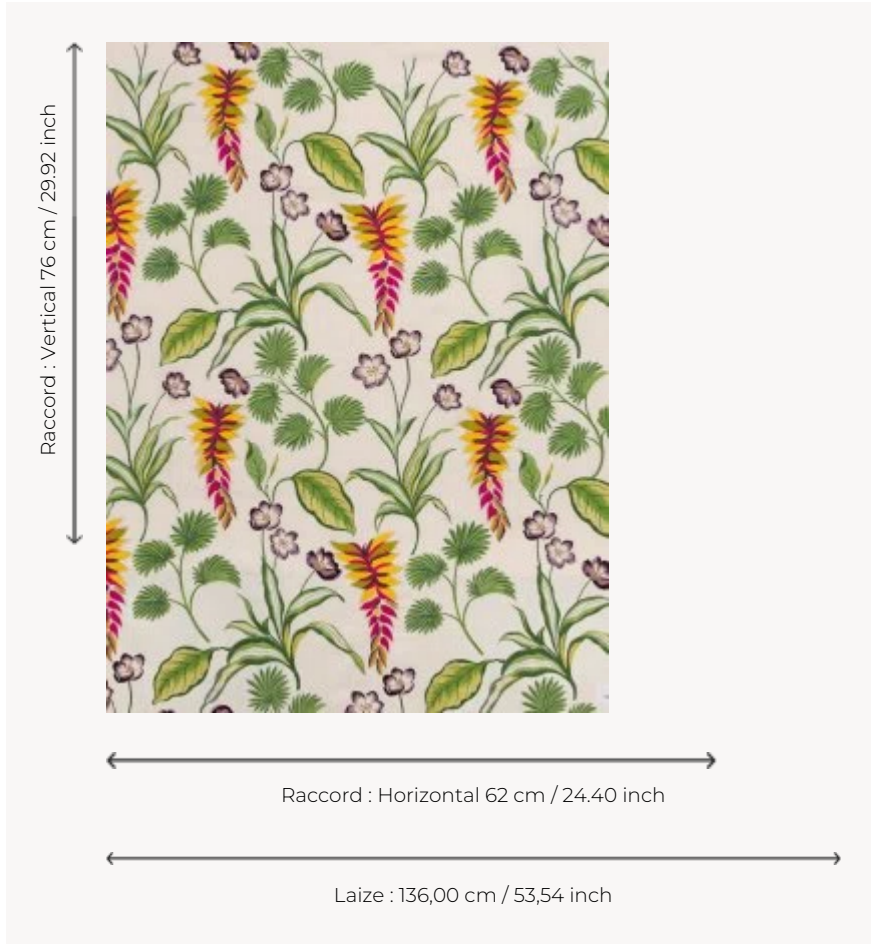 Raccord : Vertical 76 cm / 29.92 inch
Raccord : Horizontal 62 cm / 24.40 inch
Laize : 136,00 cm / 53,54 inch